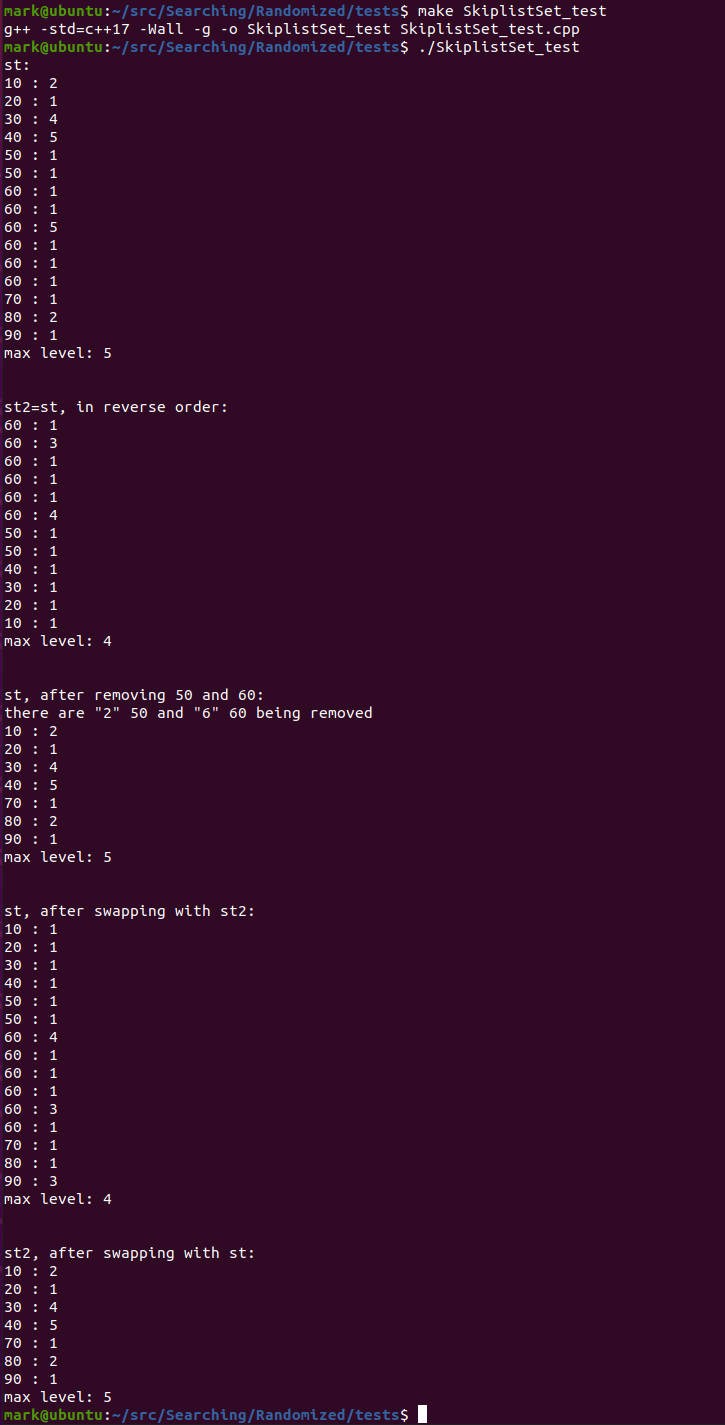 mark@ubuntu:~/src/Searching/Randomized/tests$ make SkiplistSet_test
g++ -std=c++17 -Wall -g -o SkiplistSet_test SkiplistSet_test.cpp
mark@ubuntu:~/src/Searching/Randomized/tests$ ./SkiplistSet_test
st:
10 : 2
20 : 1
30 : 4
40 : 5
50 : 1
50 : 1
60 : 1
60 : 1
60 : 5
60 : 1
60 : 1
60 : 1
70 : 1
80 : 2
90 : 1
max level: 5
st2=st, in reverse order:
60 : 1
60 : 3
60 : 1
60 : 1
60 : 1
60 : 4
50 : 1
50 : 1
40 : 1
30 : 1
20 : 1
10 : 1
max level: 4
st, after removing 50 and 60:
there are "2" 50 and "6" 60 being removed
10 : 2
20 : 1
30 : 4
40 : 5
70 : 1
80 : 2
90 : 1
max level: 5
st, after swapping with st2:
10 : 1
20 : 1
30 : 1
40 : 1
50 : 1
50 : 1
60 : 4
60 : 1
60 : 1
60 : 1
60 : 3
60 : 1
70 : 1
80 : 1
90 : 3
max level: 4
st2, after swapping with st:
10 : 2
20 : 1
30 : 4
40 : 5
70 : 1
80 : 2
90 : 1
max level: 5
mark@ubuntu:~/src/Searching/Randomized/tests$